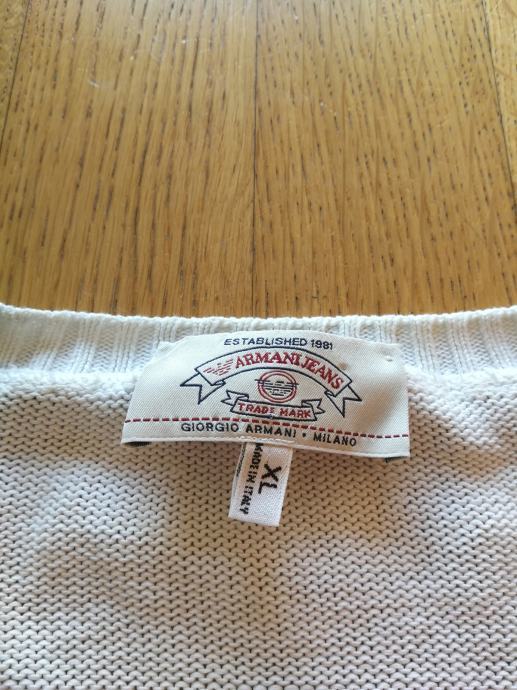 ESTABLISHED 1981
ARMANI JEANS
TRADE MARK
GIORGIO ARMANI • MILANO
XL
MADE IN ITALY